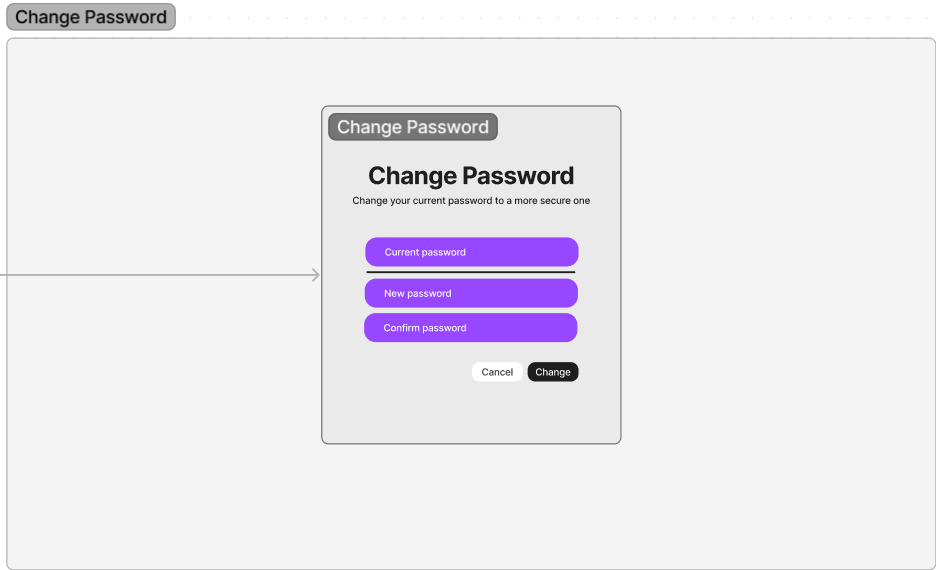 Change Password
Change Password
Change Password
Change your current password to a more secure one
Current password
New password
Confirm password
Cancel Change